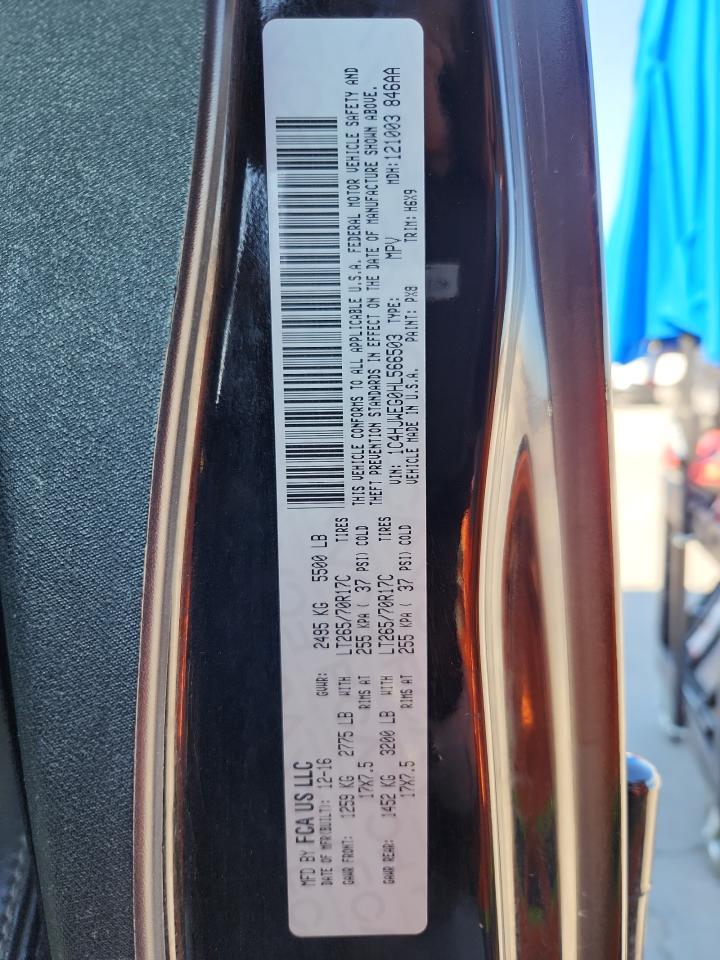 MFD BY FCA US LLC
DATE OF MFR(BUILT): 12-16 GVWR: 2495 KG 5500 LB
GAWR FRONT: 1259 KG 2775 LB WITH LT265/70R17C TIRES
17X7.5 RIMS AT 255 KPA ( 37 PSI) COLD
GAWR REAR: 1452 KG 3200 LB WITH LT265/70R17C TIRES
17X7.5 RIMS AT 255 KPA ( 37 PSI) COLD
THIS VEHICLE CONFORMS TO ALL APPLICABLE U.S.A. FEDERAL MOTOR VEHICLE SAFETY AND
THEFT PREVENTION STANDARDS IN EFFECT ON THE DATE OF MANUFACTURE SHOWN ABOVE.
VIN: 1C4HJWEG0HL566503 TYPE: MPV MDH: 121003 846AA
VEHICLE MADE IN U.S.A. PAINT: PX8 TRIM: H6X9